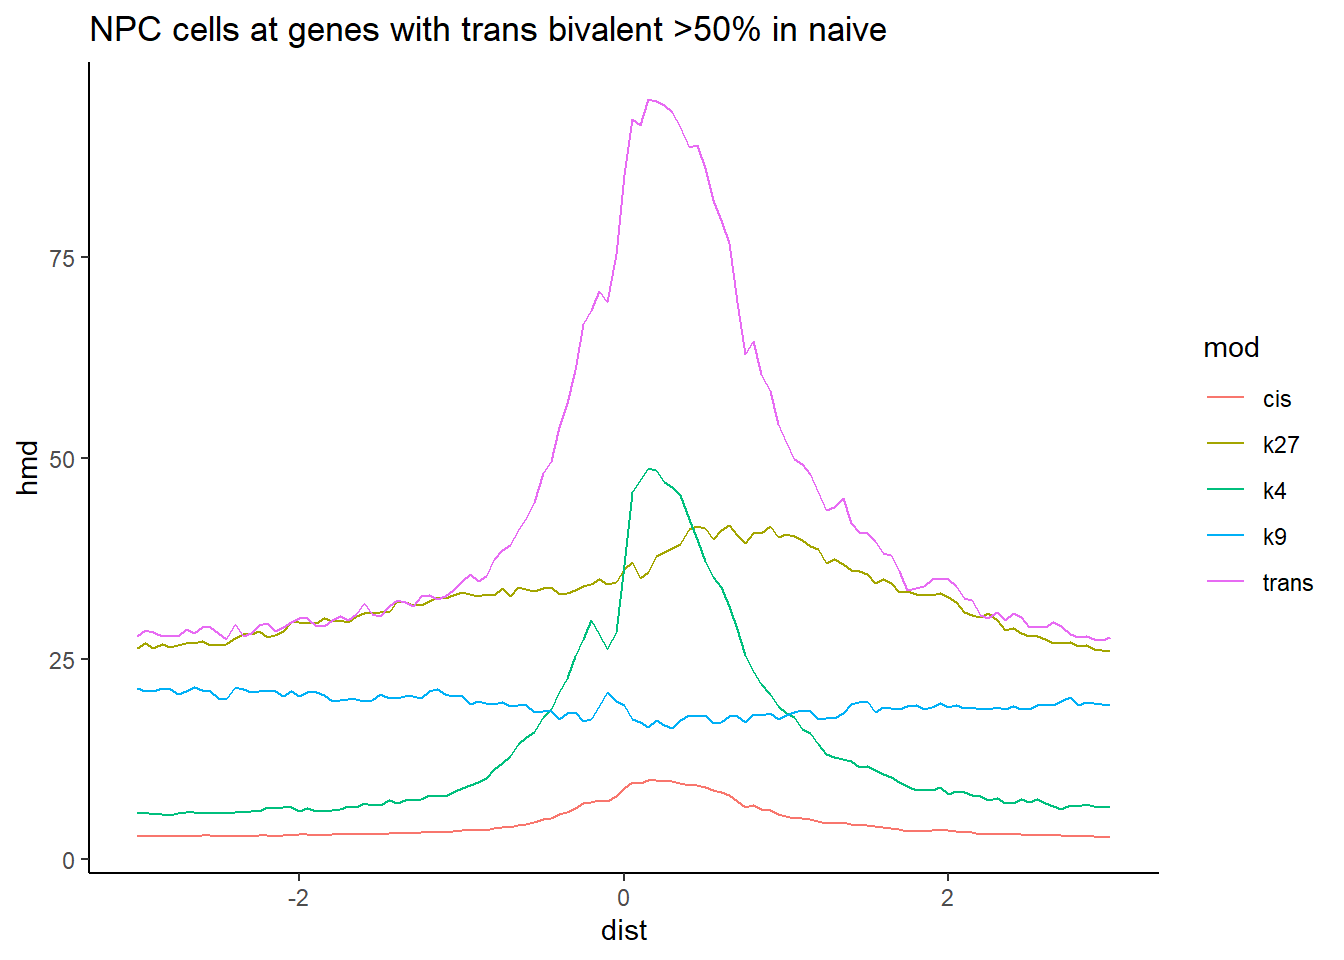 NPC cells at genes with trans bivalent >50% in naive
hmd
75
50
25
0
-2
0
2
dist
mod
cis
k27
k4
k9
trans